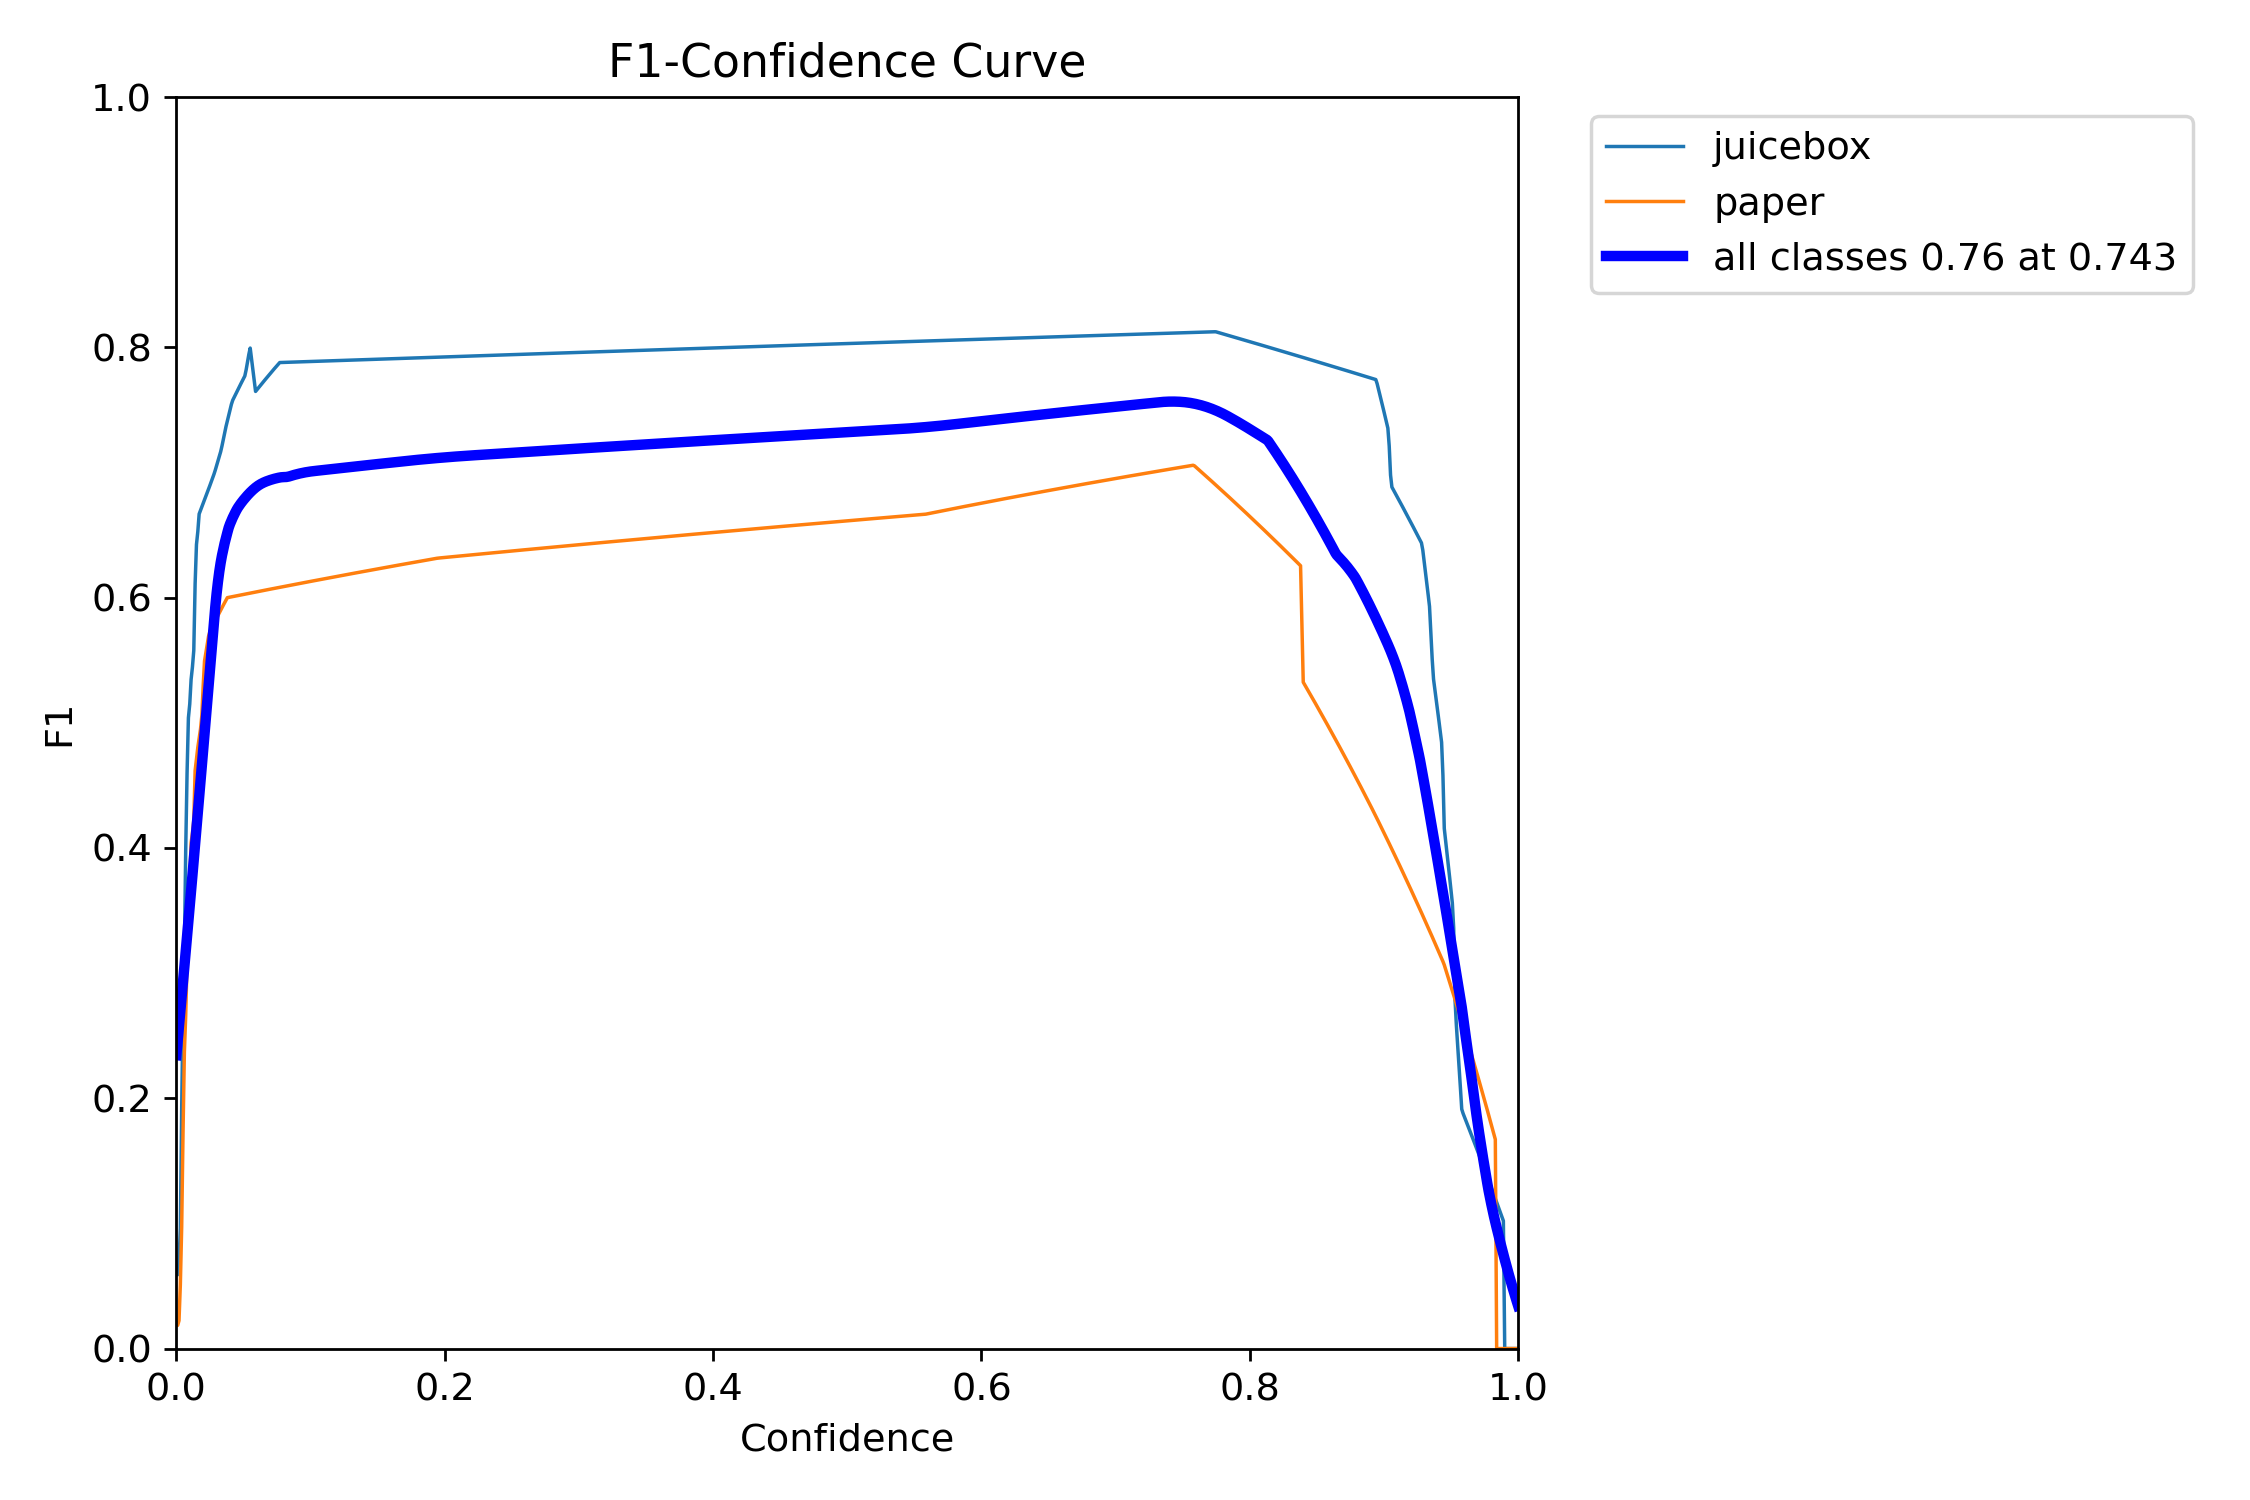 F1-Confidence Curve
juicebox
paper
all classes 0.76 at 0.743
F1
1.0
0.8
0.6
0.4
0.2
0.0
0.0 0.2 0.4 0.6 0.8 1.0
Confidence